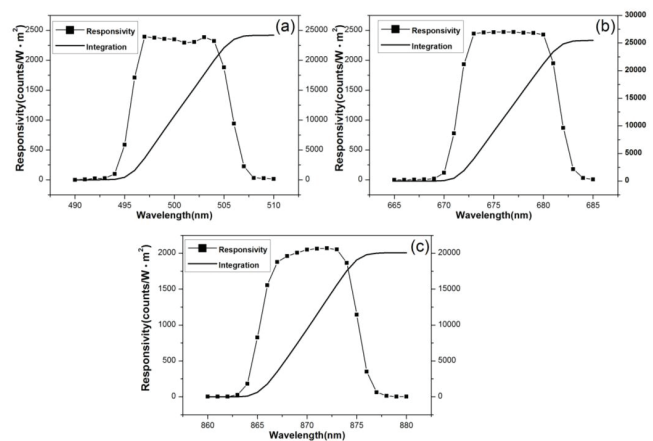 (a)
Responsivity
Integration
Responsivity(counts/W · m²)
2500
2000
1500
1000
500
0
25000
20000
15000
10000
5000
0
490 495 500 505 510
Wavelength(nm)
(b)
Responsivity
Integration
Responsivity(counts/W · m²)
2500
2000
1500
1000
500
0
30000
25000
20000
15000
10000
5000
0
665 670 675 680 685
Wavelength(nm)
(c)
Responsivity
Integration
Responsivity(counts/W · m²)
2000
1500
1000
500
0
20000
15000
10000
5000
0
860 865 870 875 880
Wavelength(nm)